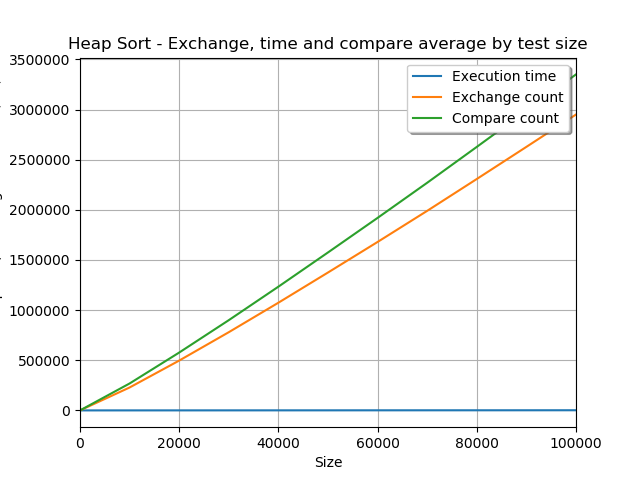 Heap Sort - Exchange, time and compare average by test size
Execution time
Exchange count
Compare count
3500000
3000000
2500000
2000000
1500000
1000000
500000
0
0 20000 40000 60000 80000 100000
Size